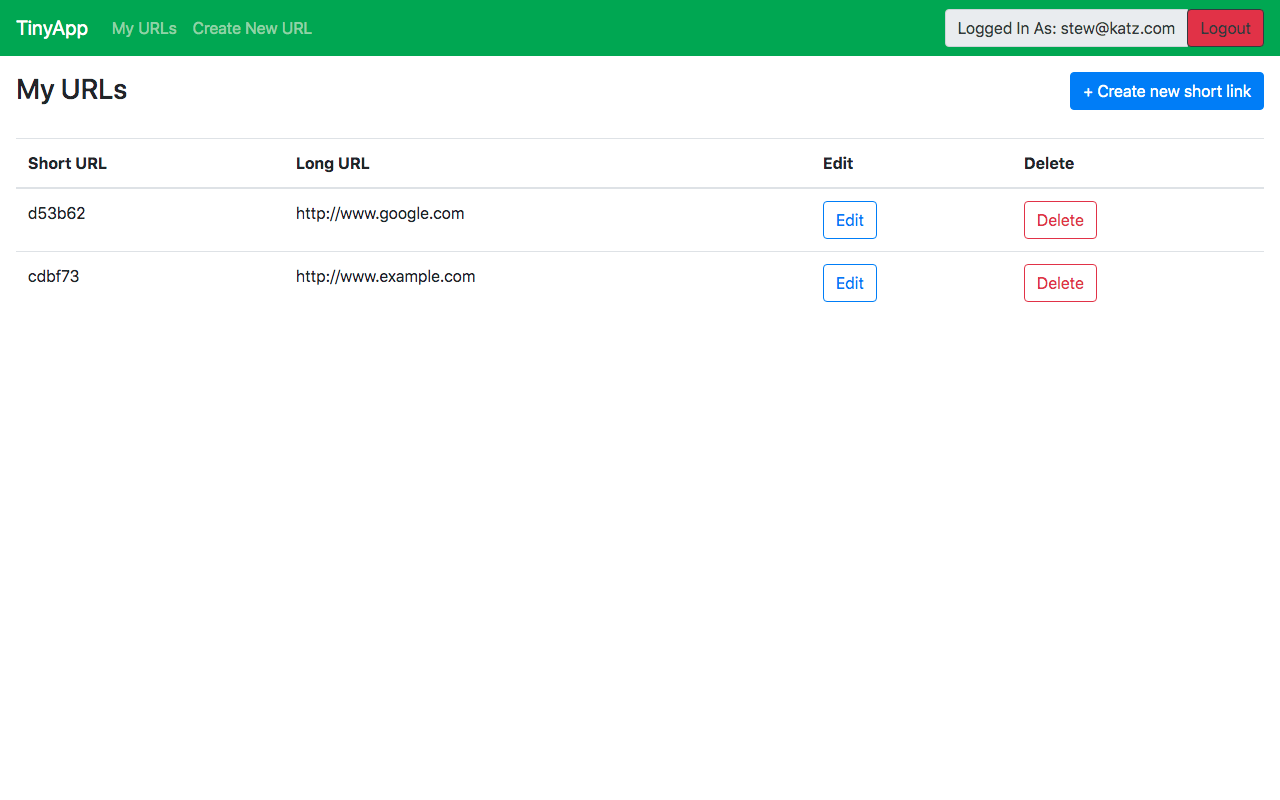 TinyApp My URLs Create New URL Logged In As: stew@katz.com Logout
My URLs + Create new short link
Short URL Long URL Edit Delete
d53b62 http://www.google.com Edit Delete
cdbf73 http://www.example.com Edit Delete